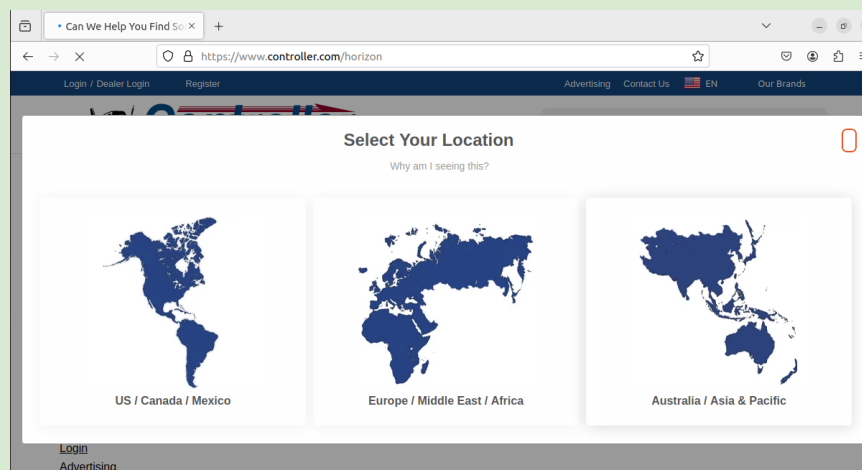 Can We Help You Find So
https://www.controller.com/horizon
Login / Dealer Login Register Advertising Contact Us EN Our Brands
Select Your Location
Why am I seeing this?
US / Canada / Mexico
Europe / Middle East / Africa
Australia / Asia & Pacific
Login
Advertising